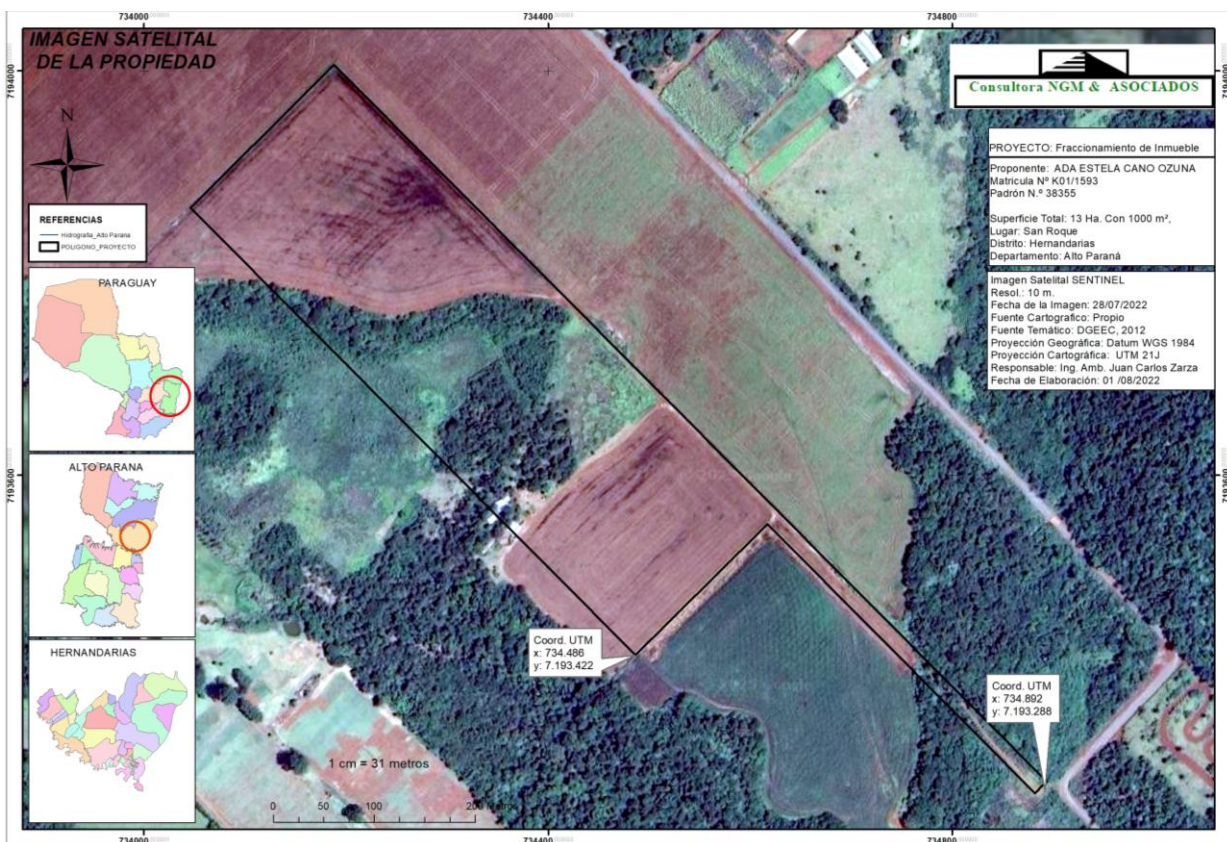 734000
734400
734800
IMAGEN SATELITAL
DE LA PROPIEDAD
7194000
7194000
N
Consultora NGM & ASOCIADOS
PROYECTO: Fraccionamiento de Inmueble
Proponente: ADA ESTELA CANO OZUNA
Matricula Nº K01/1593
Padrón N.º 38355
Superficie Total: 13 Ha. Con 1000 m²,
Lugar: San Roque
Distrito: Hernandarias
Departamento: Alto Paraná
REFERENCIAS
Hidrografia_Alto Parana
POLIGONO_PROYECTO
Imagen Satelital SENTINEL
Resol.: 10 m.
Fecha de la Imagen: 28/07/2022
Fuente Cartografico: Propio
Fuente Temático: DGEEC, 2012
Proyección Geográfica: Datum WGS 1984
Proyección Cartográfica: UTM 21J
Responsable: Ing. Amb. Juan Carlos Zarza
Fecha de Elaboración: 01 /08/2022
PARAGUAY
ALTO PARANA
7193600
7193600
HERNANDARIAS
Coord. UTM
x: 734.486
y: 7.193.422
Coord. UTM
x: 734.892
y: 7.193.288
1 cm = 31 metros
0 50 100 200
734000
734400
734800